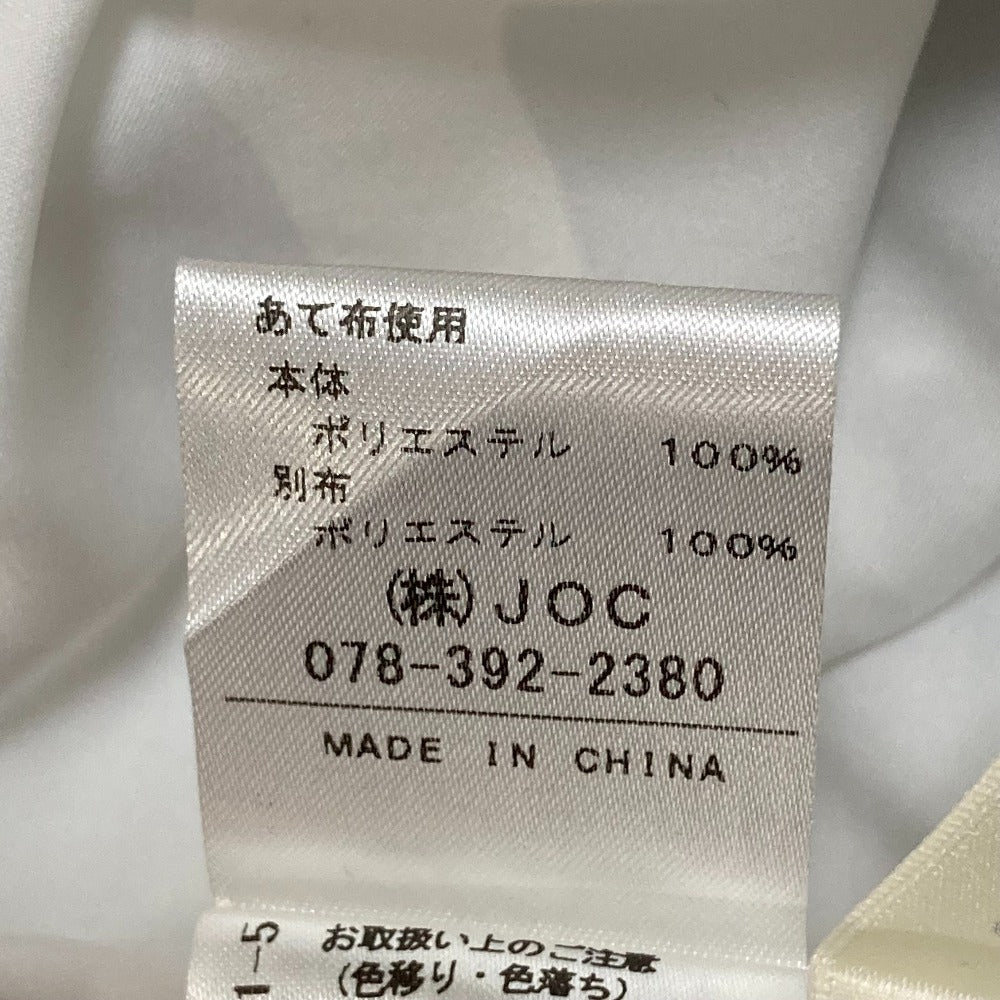 あて布使用
本体
ポリエステル 100%
別布
ポリエステル 100%
(株)JOC
078-392-2380
MADE IN CHINA
お取扱い上のご注意
(色移り・色落ち)
1-5